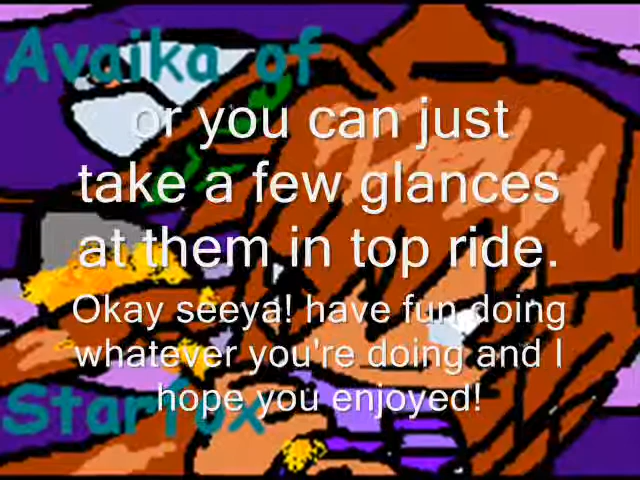 Avaika of
or you can just
take a few glances
at them in top ride.
Okay seeya! have fun doing
whatever you're doing and I
hope you enjoyed!
Starfox